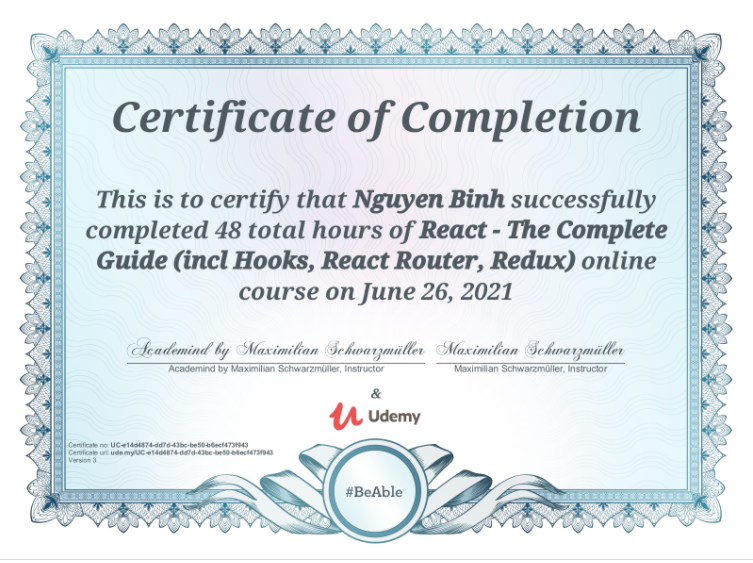 Certificate of Completion
This is to certify that Nguyen Binh successfully
completed 48 total hours of React - The Complete
Guide (incl Hooks, React Router, Redux) online
course on June 26, 2021
Academind by Maximilian Schwarzmüller Maximilian Schwarzmüller
Academind by Maximilian Schwarzmüller, Instructor Maximilian Schwarzmüller, Instructor
&
Udemy
Certificate no: UC-e14d4874-dd7d-43bc-be50-b6ecf473f943
Certificate url: ude.my/UC-e14d4874-dd7d-43bc-be50-b6ecf473f943
Version 3
#BeAble